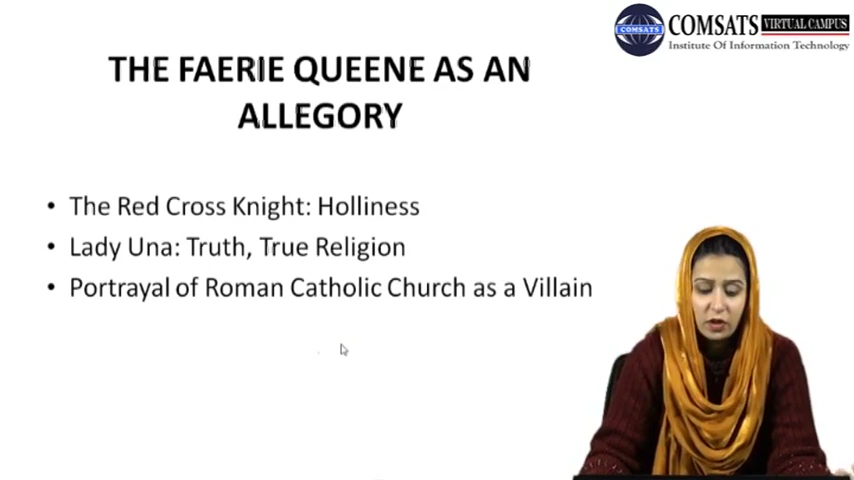 COMSATS VIRTUAL CAMPUS
COMSATS
Institute Of Information Technology
THE FAERIE QUEENE AS AN
ALLEGORY
• The Red Cross Knight: Holliness
• Lady Una: Truth, True Religion
• Portrayal of Roman Catholic Church as a Villain